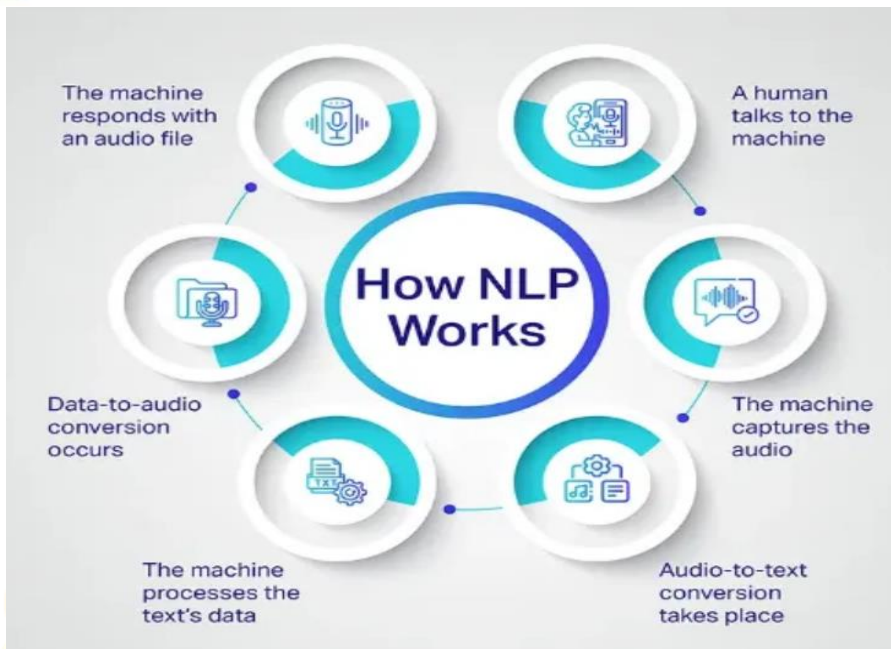 How NLP
Works
A human
talks to the
machine
The machine
captures the
audio
Audio-to-text
conversion
takes place
The machine
processes the
text's data
TXT
Data-to-audio
conversion
occurs
The machine
responds with
an audio file